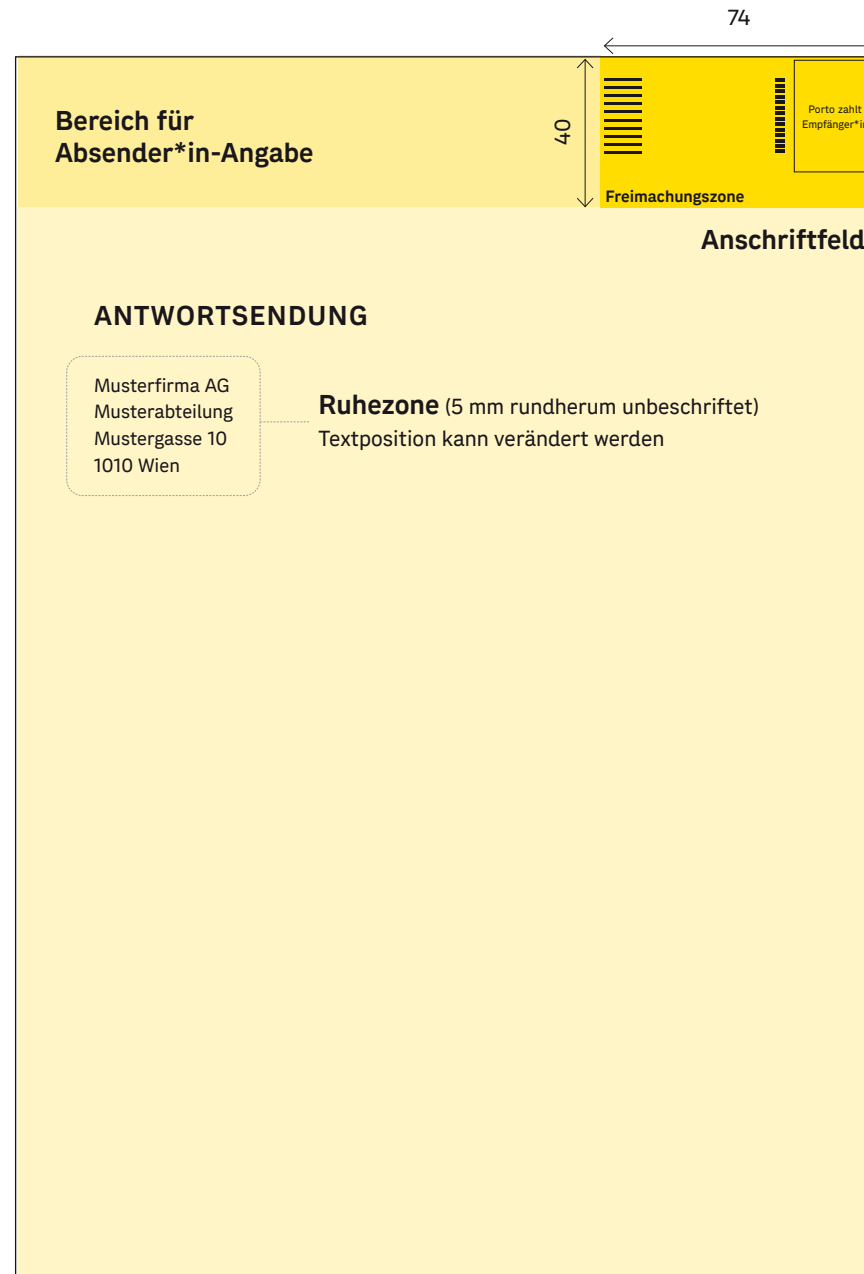 74
Bereich für
Absender*in-Angabe
40
Porto zahlt
Freimachungszone
Anschriftfeld
ANTWORTSENDUNG
Musterfirma AG
Musterabteilung
Mustergasse 10
1010 Wien
Ruhezone (5 mm rundherum unbeschriftet)
Textposition kann verändert werden